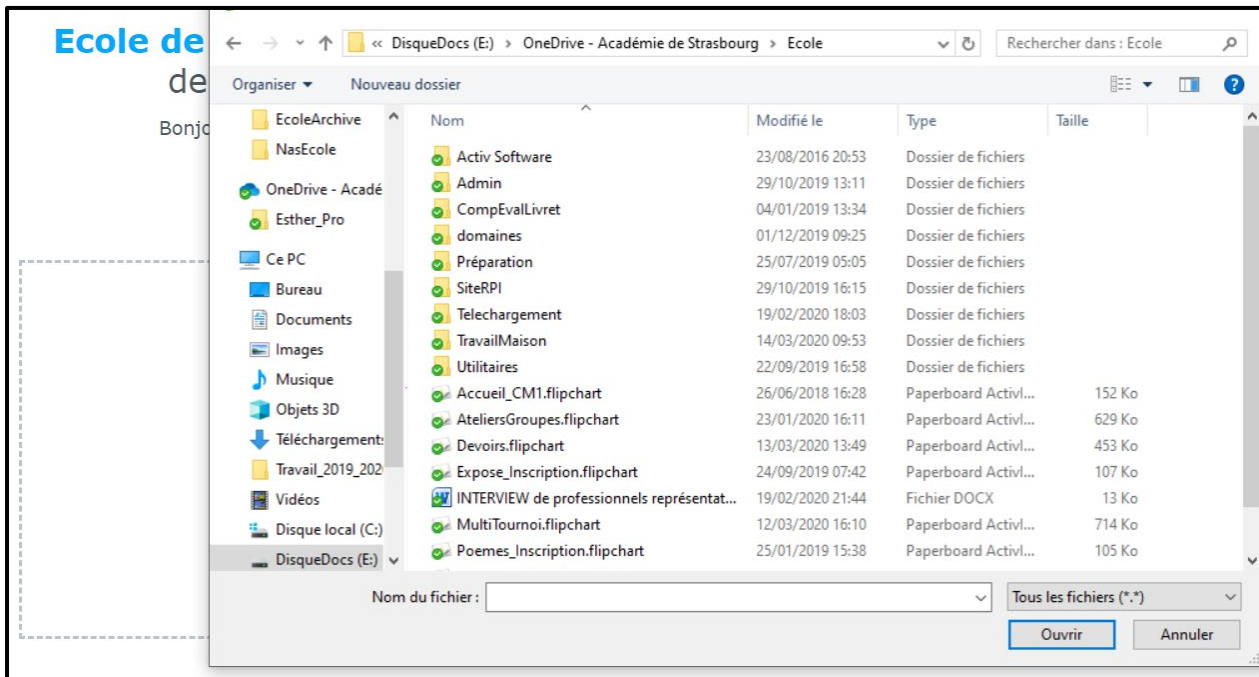 Ecole de
de
Bonjo
« DisqueDocs (E:) › OneDrive - Académie de Strasbourg › Ecole
Rechercher dans : Ecole
Organiser
Nouveau dossier
EcoleArchive
NasEcole
OneDrive - Acadé
Esther_Pro
Ce PC
Bureau
Documents
Images
Musique
Objets 3D
Téléchargements
Travail_2019_202
Vidéos
Disque local (C:)
DisqueDocs (E:)
Nom Modifié le Type Taille
Activ Software 23/08/2016 20:53 Dossier de fichiers
Admin 29/10/2019 13:11 Dossier de fichiers
CompEvalLivret 04/01/2019 13:34 Dossier de fichiers
domaines 01/12/2019 09:25 Dossier de fichiers
Préparation 25/07/2019 05:05 Dossier de fichiers
SiteRPI 29/10/2019 16:15 Dossier de fichiers
Telechargement 19/02/2020 18:03 Dossier de fichiers
TravailMaison 14/03/2020 09:53 Dossier de fichiers
Utilitaires 22/09/2019 16:58 Dossier de fichiers
Accueil_CM1.flipchart 26/06/2018 16:28 Paperboard ActivI... 152 Ko
AteliersGroupes.flipchart 23/01/2020 16:11 Paperboard ActivI... 629 Ko
Devoirs.flipchart 13/03/2020 13:49 Paperboard ActivI... 453 Ko
Expose_Inscription.flipchart 24/09/2019 07:42 Paperboard ActivI... 107 Ko
INTERVIEW de professionnels représentat... 19/02/2020 21:44 Fichier DOCX 13 Ko
MultiTournoi.flipchart 12/03/2020 16:10 Paperboard ActivI... 714 Ko
Poemes_Inscription.flipchart 25/01/2019 15:38 Paperboard ActivI... 105 Ko
Nom du fichier :
Tous les fichiers (*.*)
Ouvrir
Annuler